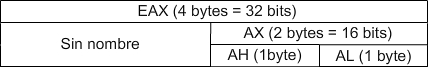 EAX (4 bytes = 32 bits)
Sin nombre
AX (2 bytes = 16 bits)
AH (1byte)
AL (1 byte)